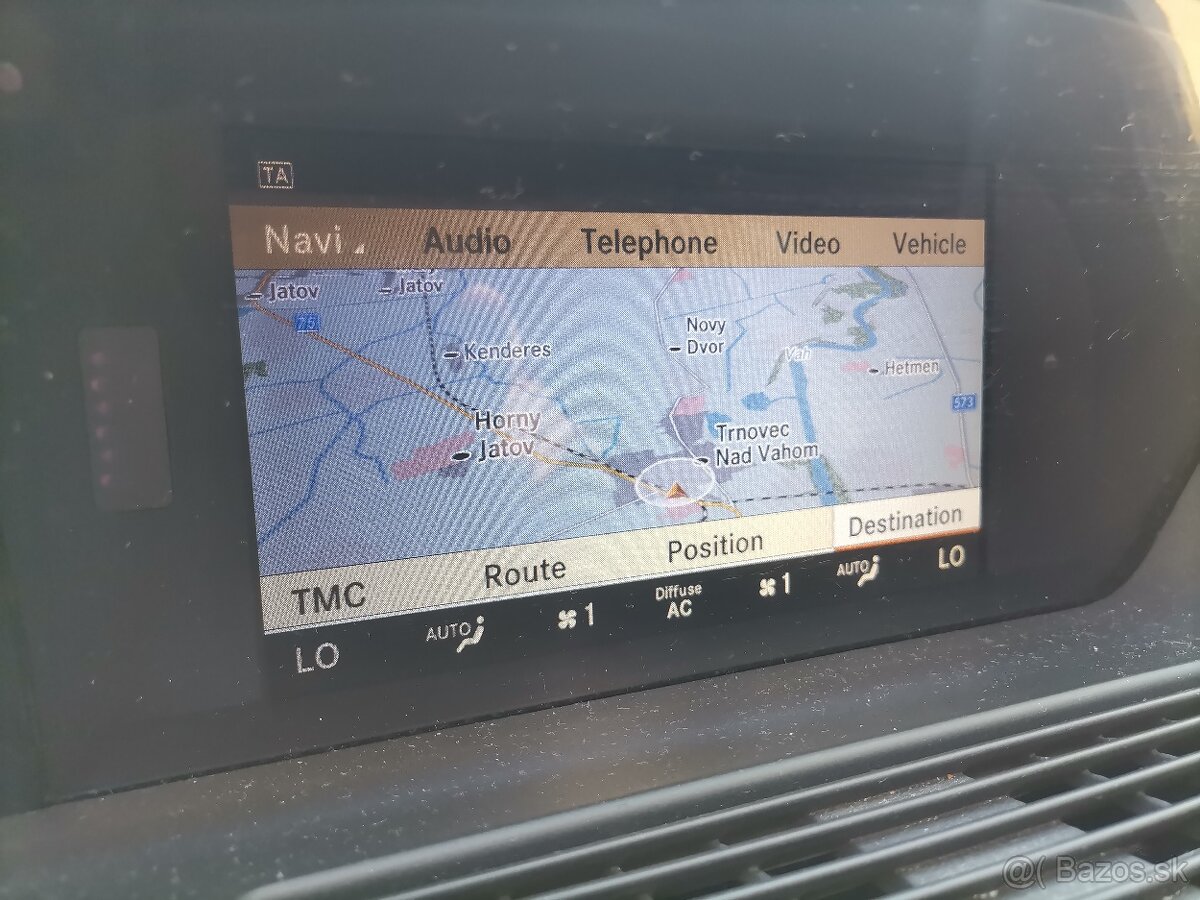 TA
Navi Audio Telephone Video Vehicle
Jatov
Jatov
75
Novy
Dvor
Kenderes
Vah
Hetmen
573
Horny
Jatov
Trnovec
Nad Vahom
TMC Route Position Destination
LO AUTO 1 Diffuse
AC 1 AUTO LO
@( Bazos.sk